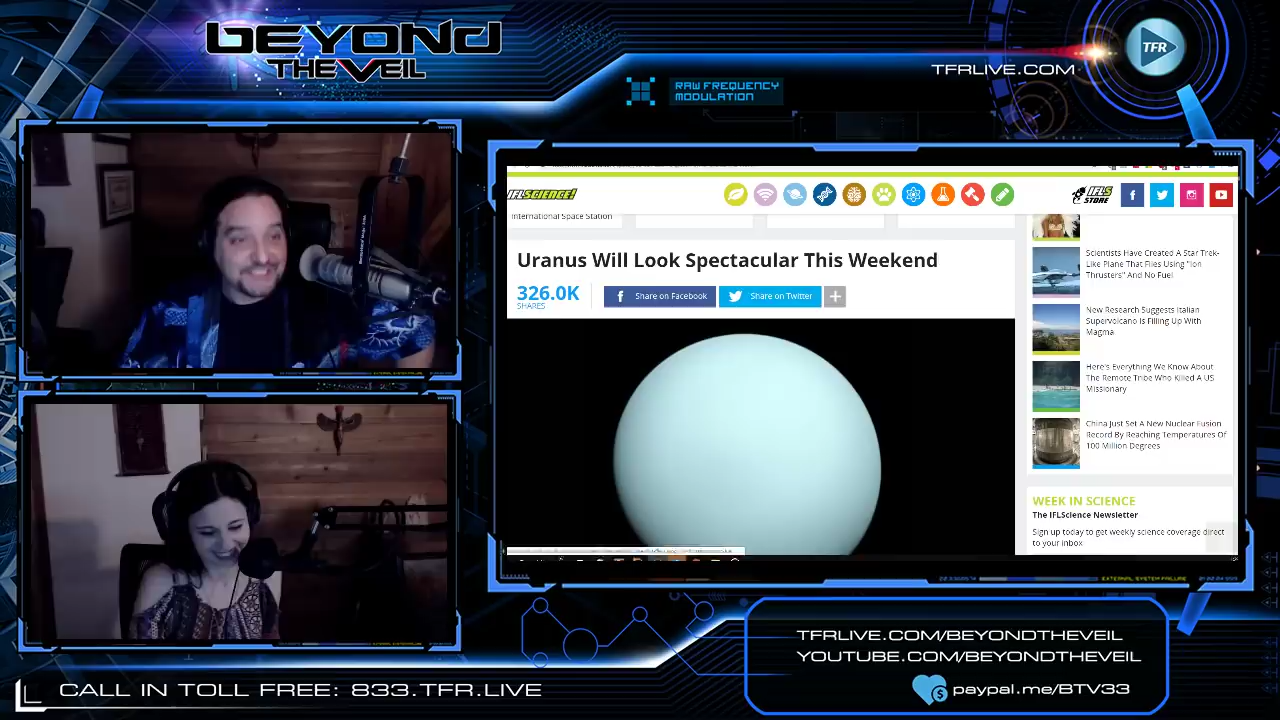 BEYOND
THE VEIL
TFR
TFRLIVE.COM
RAW FREQUENCY
MODULATION
IFLSCIENCE!
IFLS
STORE
International Space Station
Uranus Will Look Spectacular This Weekend
326.0K
SHARES
Share on Facebook
Share on Twitter
Scientists Have Created A Star Trek-
Like Plane That Flies Using "Ion
Thrusters" And No Fuel
New Research Suggests Italian
Supervolcano Is Filling Up With
Magma
Here's Everything We Know About
The Remote Tribe Who Killed A US
Missionary
China Just Set A New Nuclear Fusion
Record By Reaching Temperatures Of
100 Million Degrees
WEEK IN SCIENCE
The IFLScience Newsletter
Sign up today to get weekly science coverage direct
to your inbox
EXTERNAL SYSTEM FAILURE
TFRLIVE.COM/BEYONDTHEVEIL
YOUTUBE.COM/BEYONDTHEVEIL
paypal.me/BTV33
CALL IN TOLL FREE: 833.TFR.LIVE